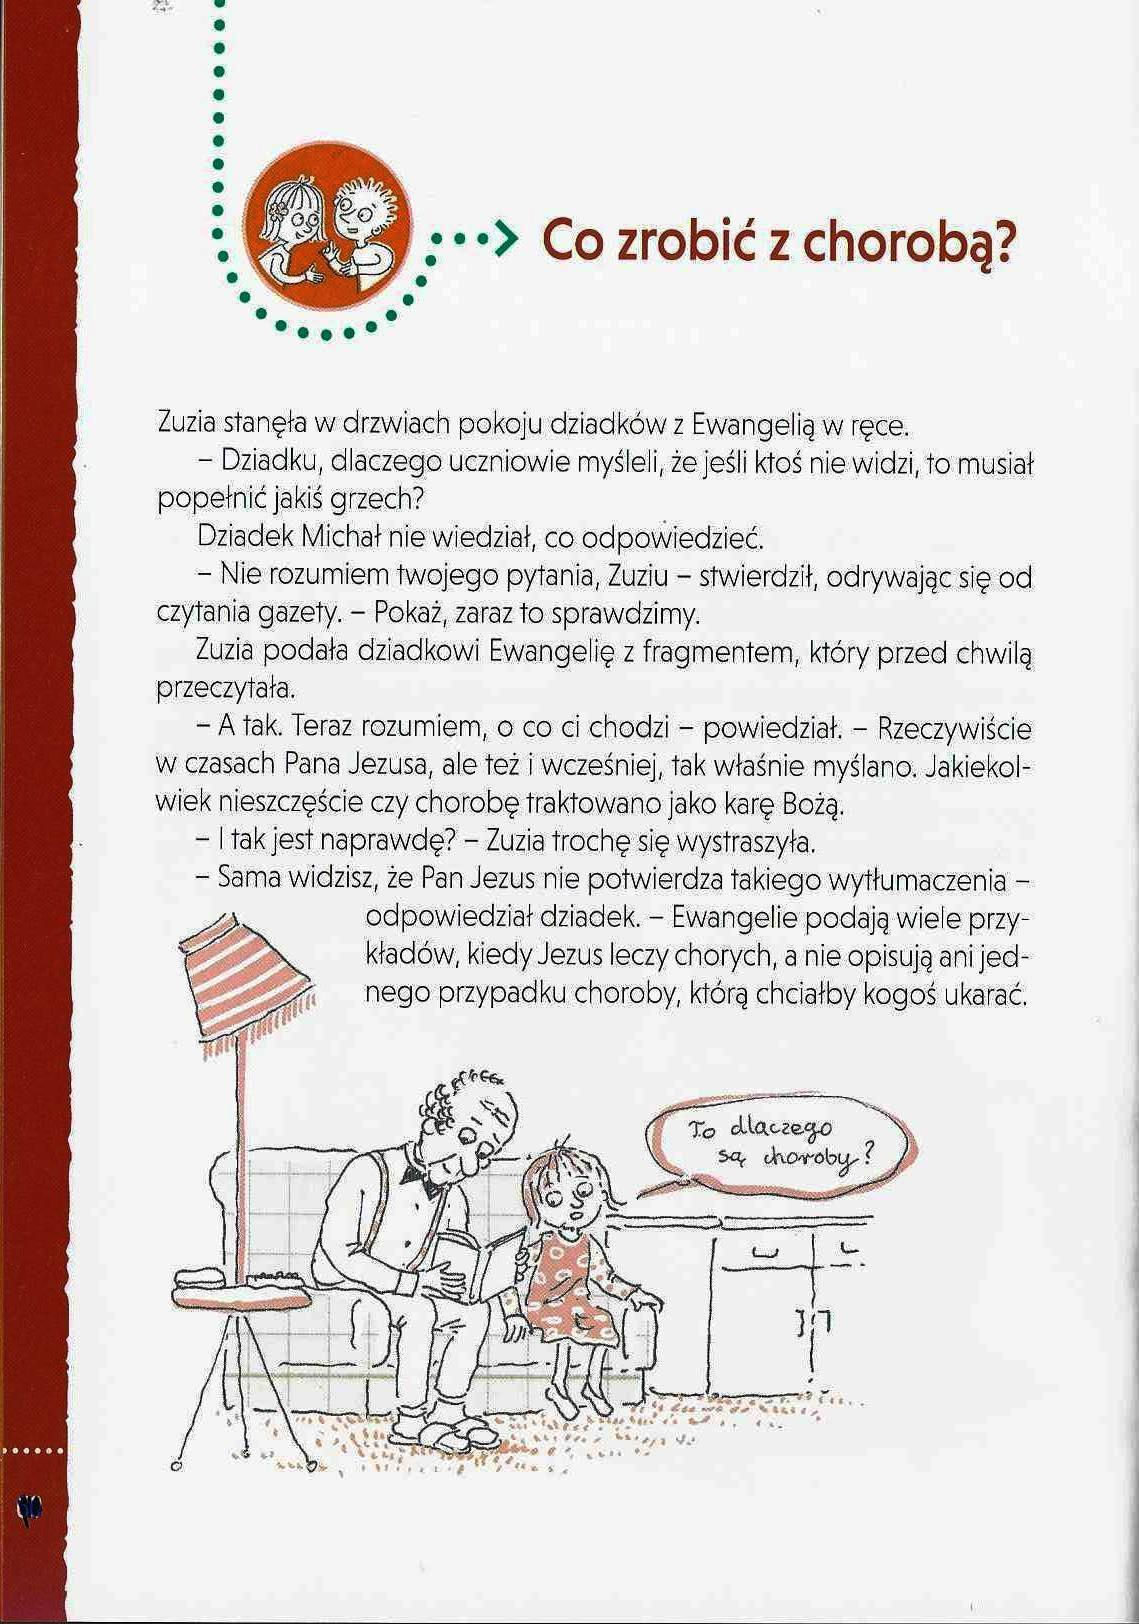 Co zrobić z chorobą?
Zuzia stanęła w drzwiach pokoju dziadków z Ewangelią w ręce.
– Dziadku, dlaczego uczniowie myśleli, że jeśli ktoś nie widzi, to musiał
popełnić jakiś grzech?
Dziadek Michał nie wiedział, co odpowiedzieć.
– Nie rozumiem twojego pytania, Zuziu – stwierdził, odrywając się od
czytania gazety. – Pokaż, zaraz to sprawdzimy.
Zuzia podała dziadkowi Ewangelię z fragmentem, który przed chwilą
przeczytała.
– A tak. Teraz rozumiem, o co ci chodzi – powiedział. – Rzeczywiście
w czasach Pana Jezusa, ale też i wcześniej, tak właśnie myślano. Jakiekol-
wiek nieszczęście czy chorobę traktowano jako karę Bożą.
– I tak jest naprawdę? – Zuzia trochę się wystraszyła.
– Sama widzisz, że Pan Jezus nie potwierdza takiego wytłumaczenia –
odpowiedział dziadek. – Ewangelie podają wiele przy-
kładów, kiedy Jezus leczy chorych, a nie opisują ani jed-
nego przypadku choroby, którą chciałby kogoś ukarać.
To dlaczego
są choroby?